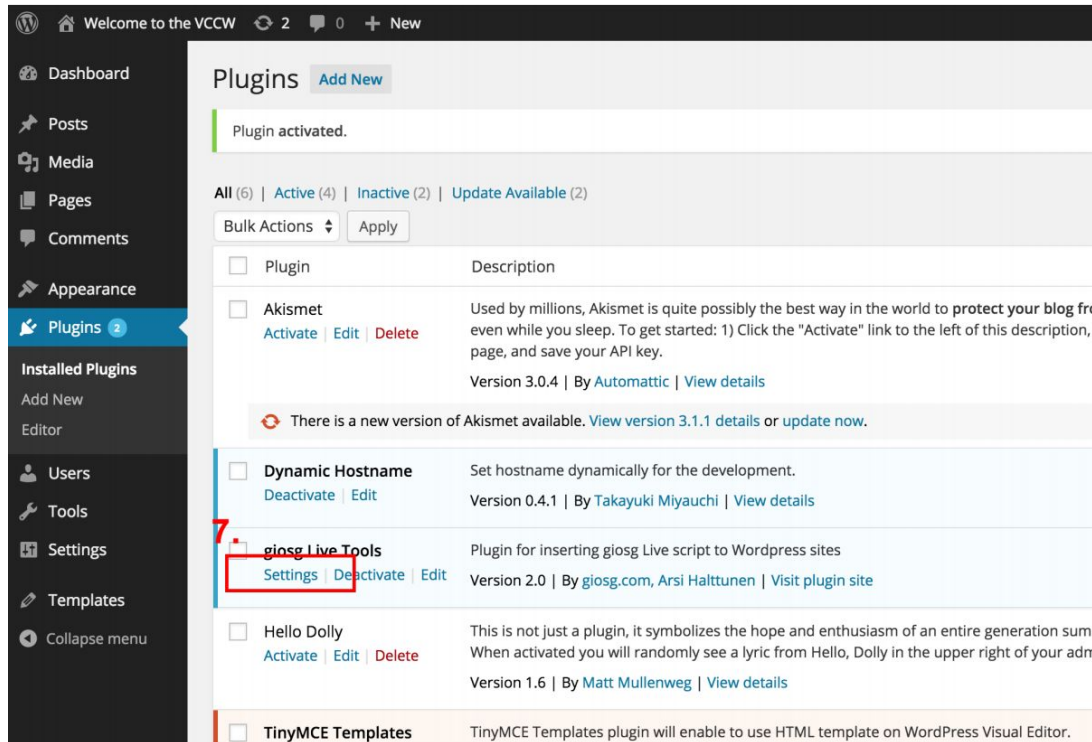 Welcome to the VCCW 2 0 + New
Dashboard
Posts
Media
Pages
Comments
Appearance
Plugins 2
Installed Plugins
Add New
Editor
Users
Tools
Settings
Templates
Collapse menu
Plugins Add New
Plugin activated.
All (6) | Active (4) | Inactive (2) | Update Available (2)
Bulk Actions Apply
Plugin Description
Akismet
Activate | Edit | Delete
Used by millions, Akismet is quite possibly the best way in the world to protect your blog fro
even while you sleep. To get started: 1) Click the "Activate" link to the left of this description,
page, and save your API key.
Version 3.0.4 | By Automattic | View details
There is a new version of Akismet available. View version 3.1.1 details or update now.
Dynamic Hostname
Deactivate | Edit
Set hostname dynamically for the development.
Version 0.4.1 | By Takayuki Miyauchi | View details
7.
giosg Live Tools
Settings | Deactivate | Edit
Plugin for inserting giosg Live script to Wordpress sites
Version 2.0 | By giosg.com, Arsi Halttunen | Visit plugin site
Hello Dolly
Activate | Edit | Delete
This is not just a plugin, it symbolizes the hope and enthusiasm of an entire generation sum
When activated you will randomly see a lyric from Hello, Dolly in the upper right of your adm
Version 1.6 | By Matt Mullenweg | View details
TinyMCE Templates
TinyMCE Templates plugin will enable to use HTML template on WordPress Visual Editor.